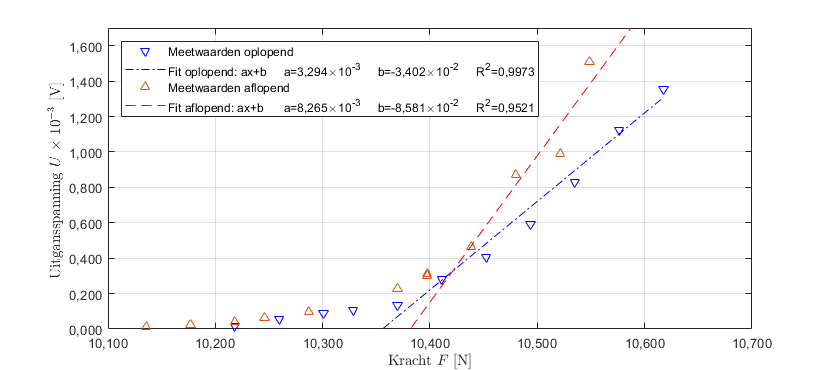 Meetwaarden oplopend
Fit oplopend: ax+b a=3,294×10⁻³ b=-3,402×10⁻² R²=0,9973
Meetwaarden aflopend
Fit aflopend: ax+b a=8,265×10⁻³ b=-8,581×10⁻² R²=0,9521
Uitgansspanning U × 10⁻³ [V]
1,600
1,400
1,200
1,000
0,800
0,600
0,400
0,200
0,000
10,100 10,200 10,300 10,400 10,500 10,600 10,700
Kracht F [N]